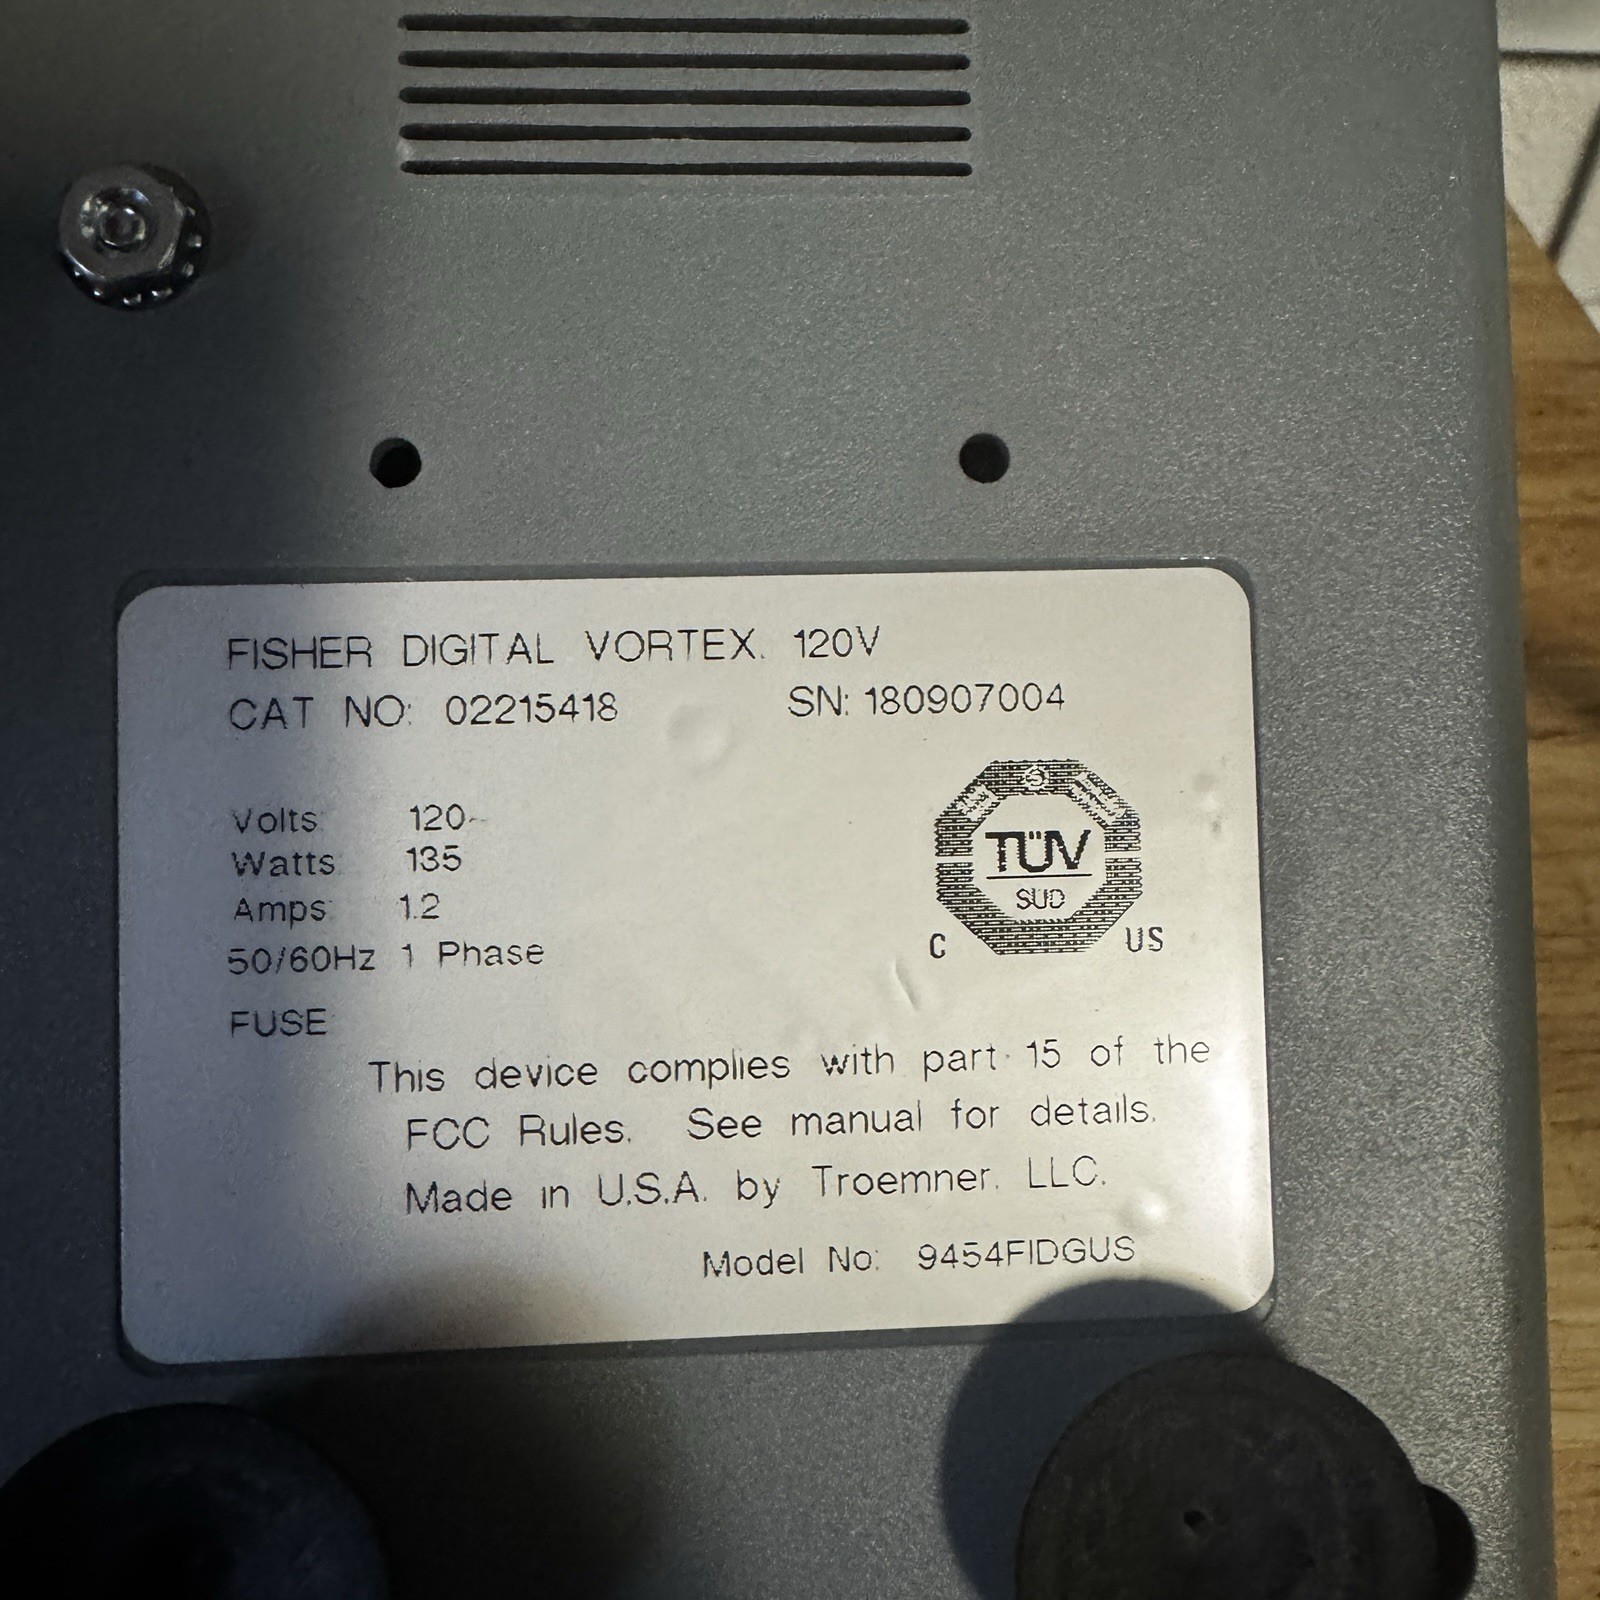 FISHER DIGITAL VORTEX. 120V
CAT NO: 02215418 SN: 180907004
Volts: 120~
Watts: 135
Amps: 1.2
50/60Hz 1 Phase
FUSE
TÜV
SÜD
C US
This device complies with part 15 of the
FCC Rules. See manual for details.
Made in U.S.A. by Troemner, LLC.
Model No: 9454FIDGUS